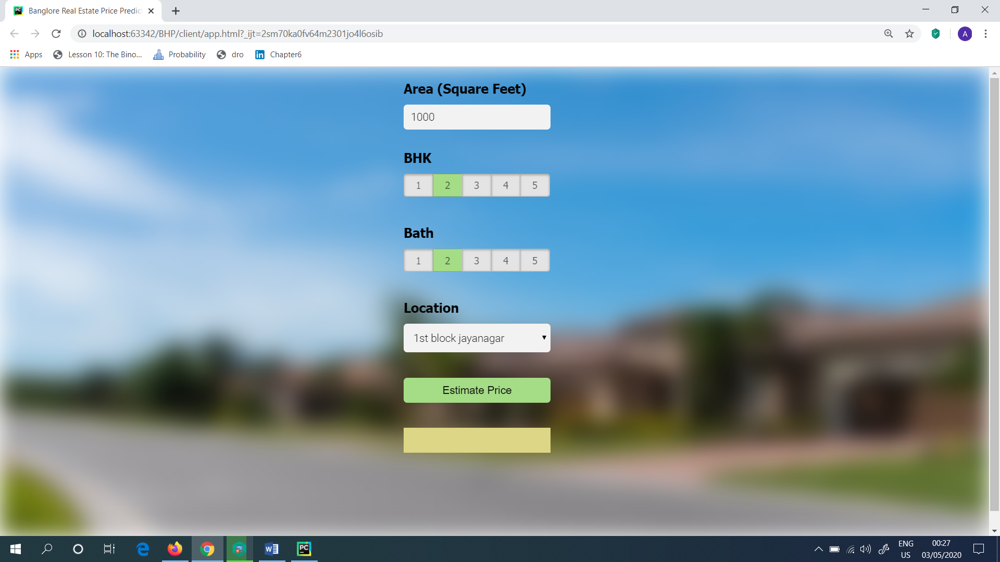 Banglore Real Estate Price Predic
localhost:63342/BHP/client/app.html?_ijt=2sm70ka0fv64m2301jo4l6osib
A
Apps Lesson 10: The Bino... Probability dro in Chapter6
Area (Square Feet)
1000
BHK
1 2 3 4 5
Bath
1 2 3 4 5
Location
1st block jayanagar
Estimate Price
PC
ENG
US
00:27
03/05/2020